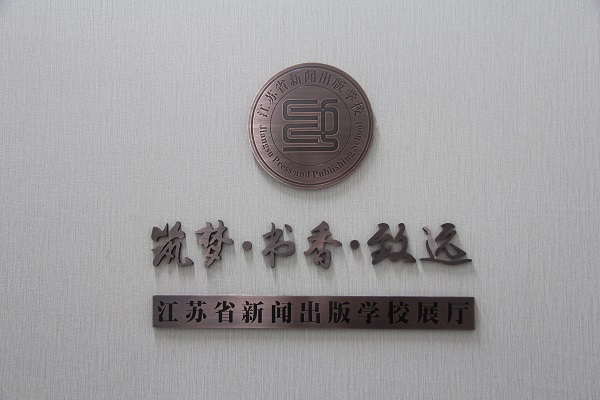 江苏省新闻出版学校
Jiangsu Press and Publishing School
筑梦·书香·致远
江苏省新闻出版学校展厅